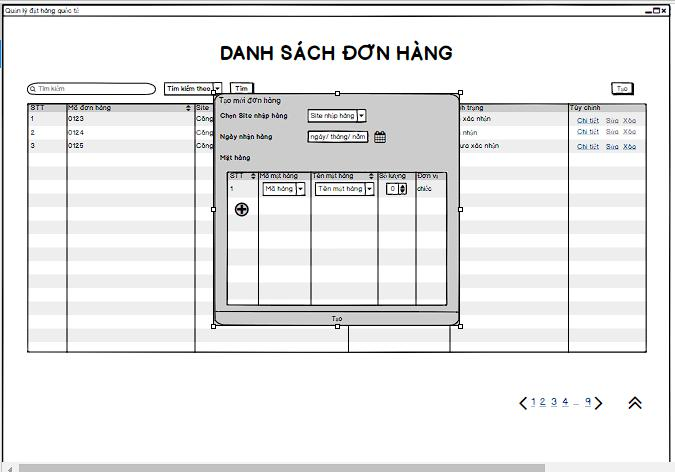 Quản lý đặt hàng quốc tế
DANH SÁCH ĐƠN HÀNG
Tìm kiếm
Tìm kiếm theo
Tìm
Tạo
STT Mã đơn hàng Site h trạng Tùy chỉnh
1 0123 Công xác nhận Chi tiết Sửa Xóa
2 0124 Công nhận Chi tiết Sửa Xóa
3 0125 Công ưa xác nhận Chi tiết Sửa Xóa
Tạo mới đơn hàng
Chọn Site nhập hàng Site nhập hàng
Ngày nhận hàng ngày/ tháng/ năm
Mặt hàng
STT Mã mặt hàng Tên mặt hàng Số lượng Đơn vị
1 Mã hàng Tên mặt hàng 0 chiếc
Tạo
1 2 3 4 ... 9